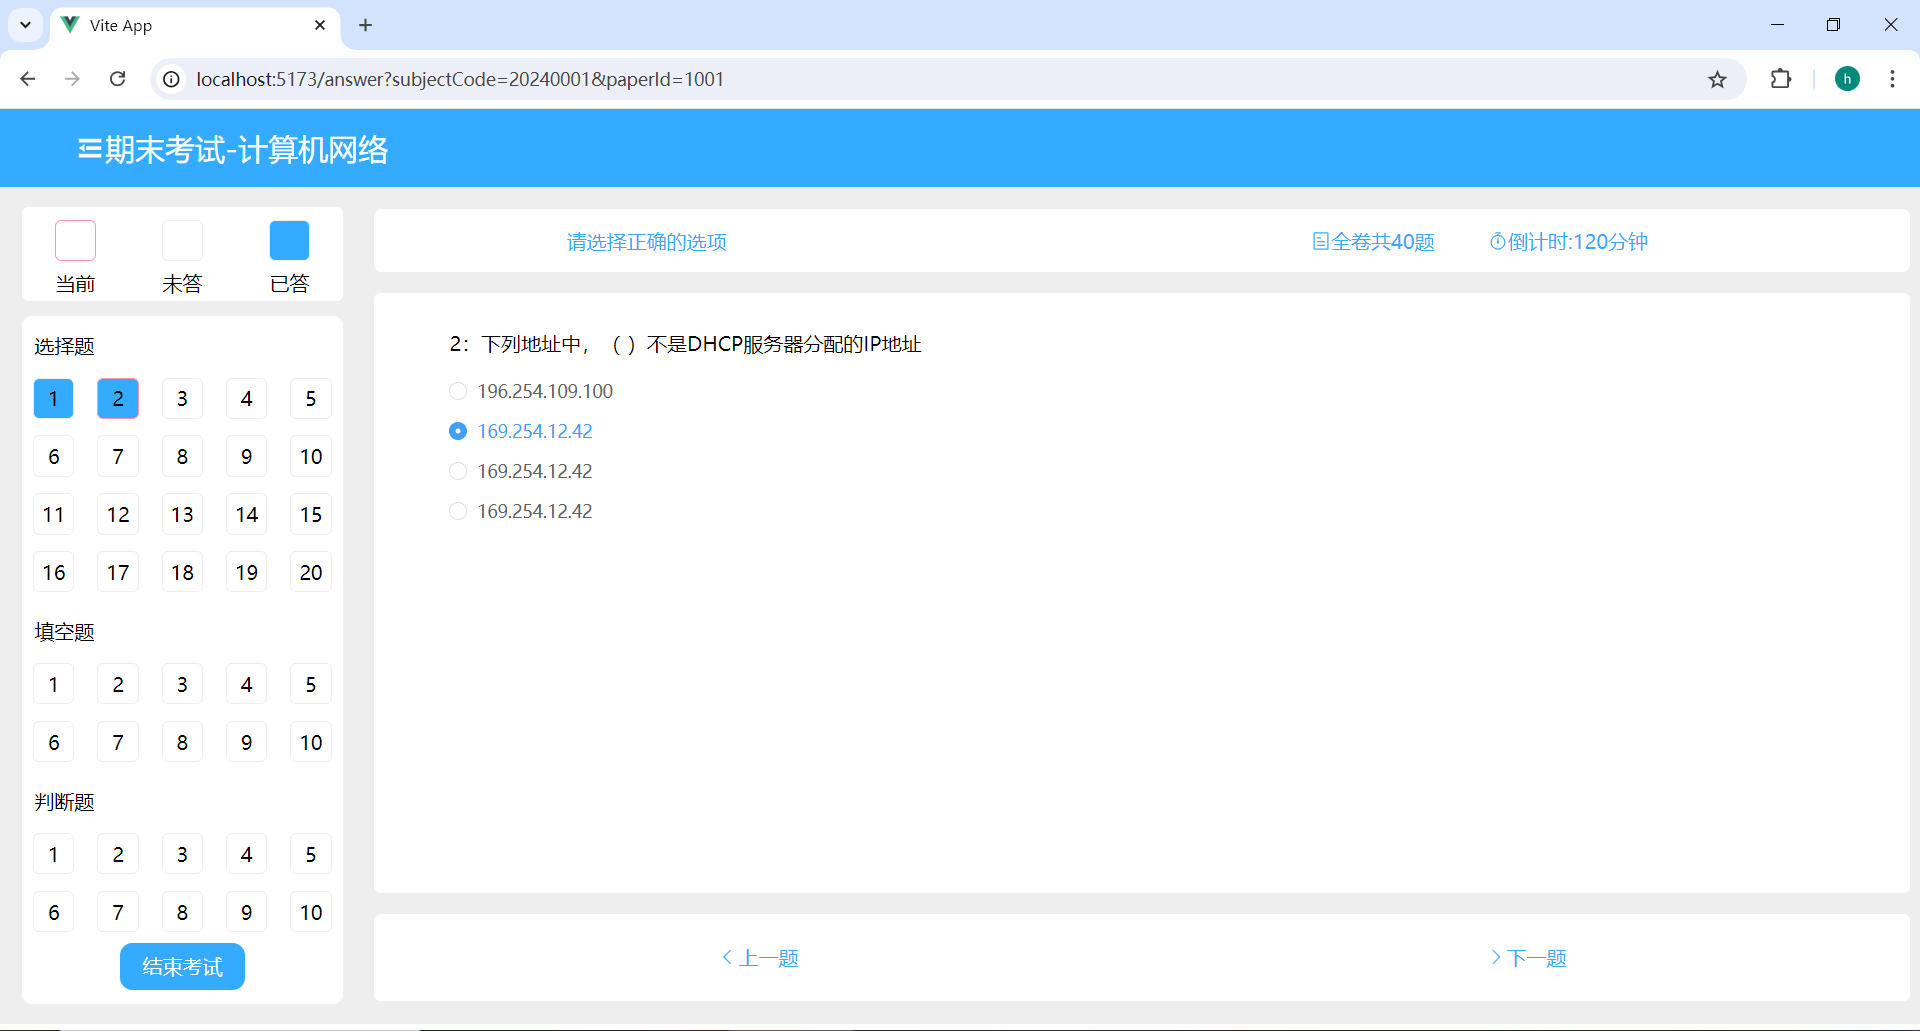 Vite App
localhost:5173/answer?subjectCode=20240001&paperId=1001
h
期末考试-计算机网络
当前 未答 已答
请选择正确的选项 全卷共40题 倒计时:120分钟
选择题
1 2 3 4 5
6 7 8 9 10
11 12 13 14 15
16 17 18 19 20
填空题
1 2 3 4 5
6 7 8 9 10
判断题
1 2 3 4 5
6 7 8 9 10
结束考试
2：下列地址中，（ ）不是DHCP服务器分配的IP地址
196.254.109.100
169.254.12.42
169.254.12.42
169.254.12.42
上一题 下一题